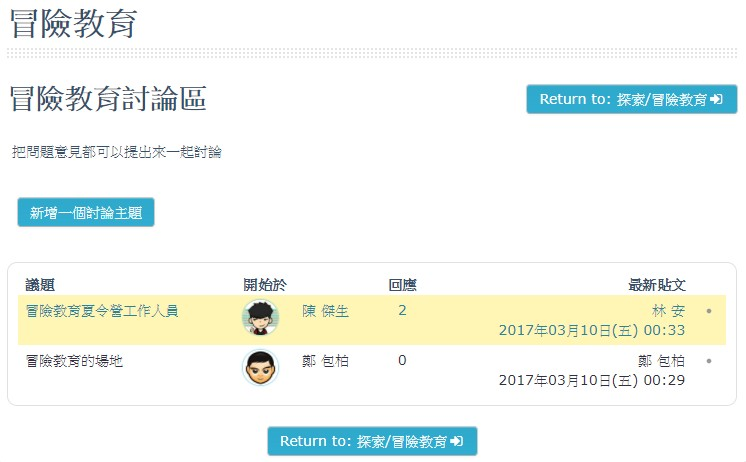 冒險教育
冒險教育討論區
Return to: 探索/冒險教育
把問題意見都可以提出來一起討論
新增一個討論主題
議題 開始於 回應 最新貼文
冒險教育夏令營工作人員 陳 傑生 2 林 安
2017年03月10日(五) 00:33
冒險教育的場地 鄭 包柏 0 鄭 包柏
2017年03月10日(五) 00:29
Return to: 探索/冒險教育